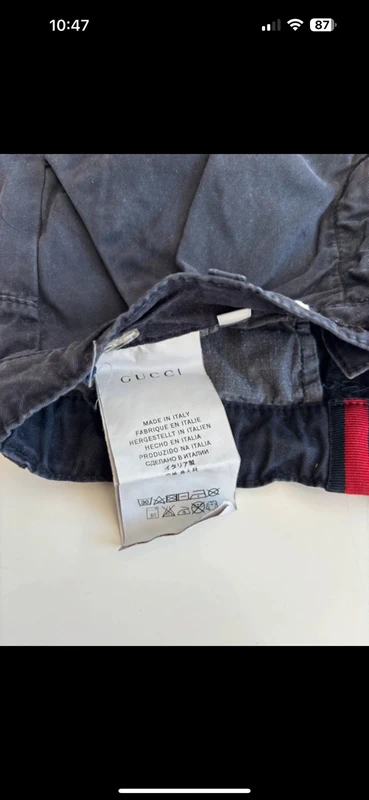 10:47
87
GUCCI
MADE IN ITALY
FABRIQUE EN ITALIE
HERGESTELLT IN ITALIEN
HECHO EN ITALIA
PRODUZIDO NA ITALIA
СДЕЛАНО В ИТАЛИИ
イタリア製